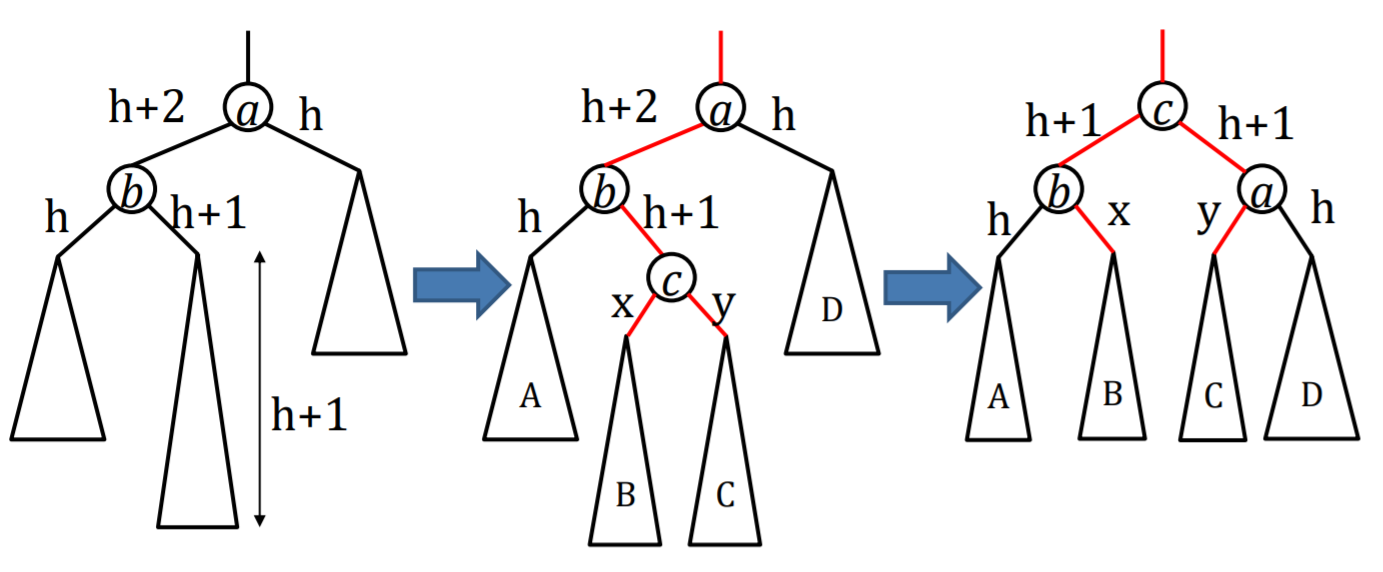 h+2 a h
b
h h+1
h+1
h+2 a h
b
h h+1
c
x y
A B C D
c
h+1 h+1
b a
h x y h
A B C D